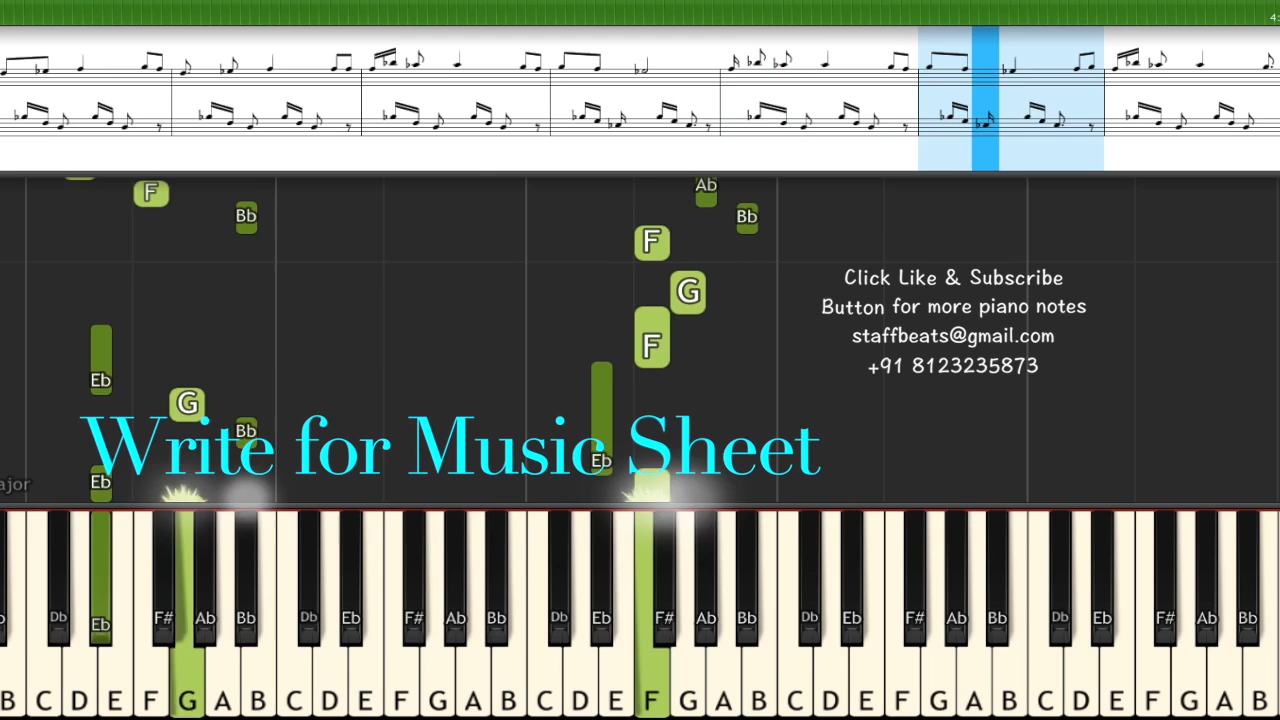 4:
F
Bb
Ab
Bb
F
Click Like & Subscribe
G
Button for more piano notes
F
staffbeats@gmail.com
+91 8123235873
Eb
G
Bb
Write for Music Sheet
Eb
Eb
ajor
Db Eb F# Ab Bb Db Eb F# Ab Bb Db Eb F# Ab Bb Db Eb F# Ab Bb Db Eb F# Ab Bb
B C D E F G A B C D E F G A B C D E F G A B C D E F G A B C D E F G A B